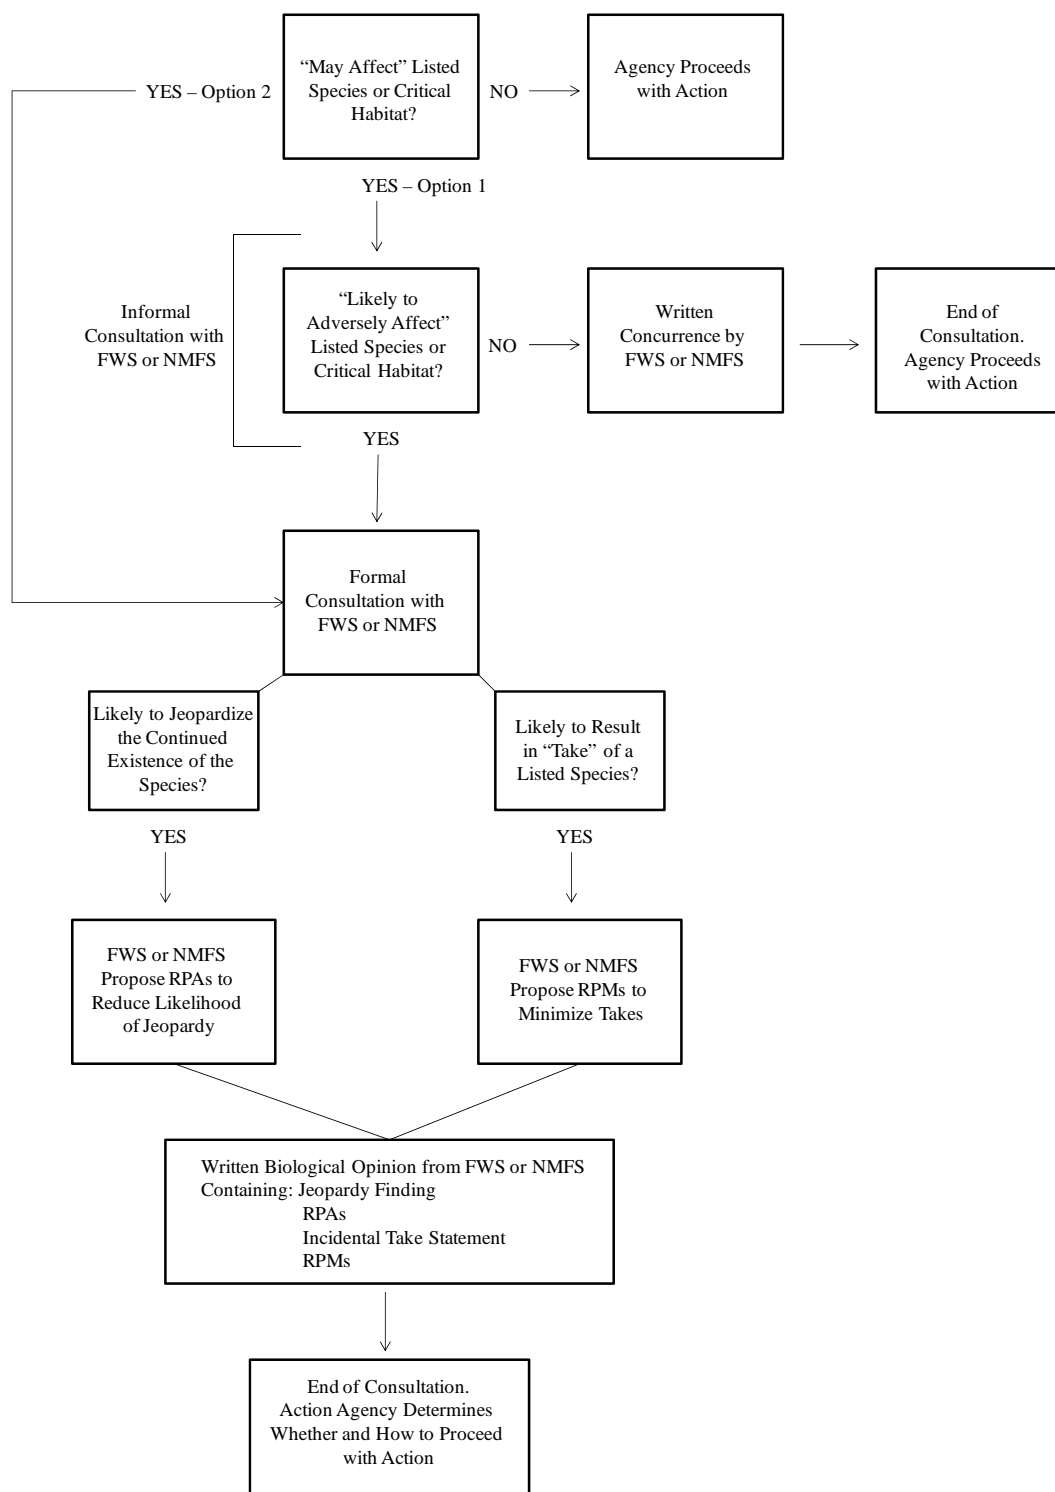 “May Affect” Listed
Species or Critical
Habitat?
YES – Option 2
NO
Agency Proceeds
with Action
YES – Option 1
Informal
Consultation with
FWS or NMFS
“Likely to
Adversely Affect”
Listed Species or
Critical Habitat?
NO
Written
Concurrence by
FWS or NMFS
End of
Consultation.
Agency Proceeds
with Action
YES
Formal
Consultation with
FWS or NMFS
Likely to Jeopardize
the Continued
Existence of the
Species?
Likely to Result
in “Take” of a
Listed Species?
YES
YES
FWS or NMFS
Propose RPAs to
Reduce Likelihood
of Jeopardy
FWS or NMFS
Propose RPMs to
Minimize Takes
Written Biological Opinion from FWS or NMFS
Containing: Jeopardy Finding
RPAs
Incidental Take Statement
RPMs
End of Consultation.
Action Agency Determines
Whether and How to Proceed
with Action